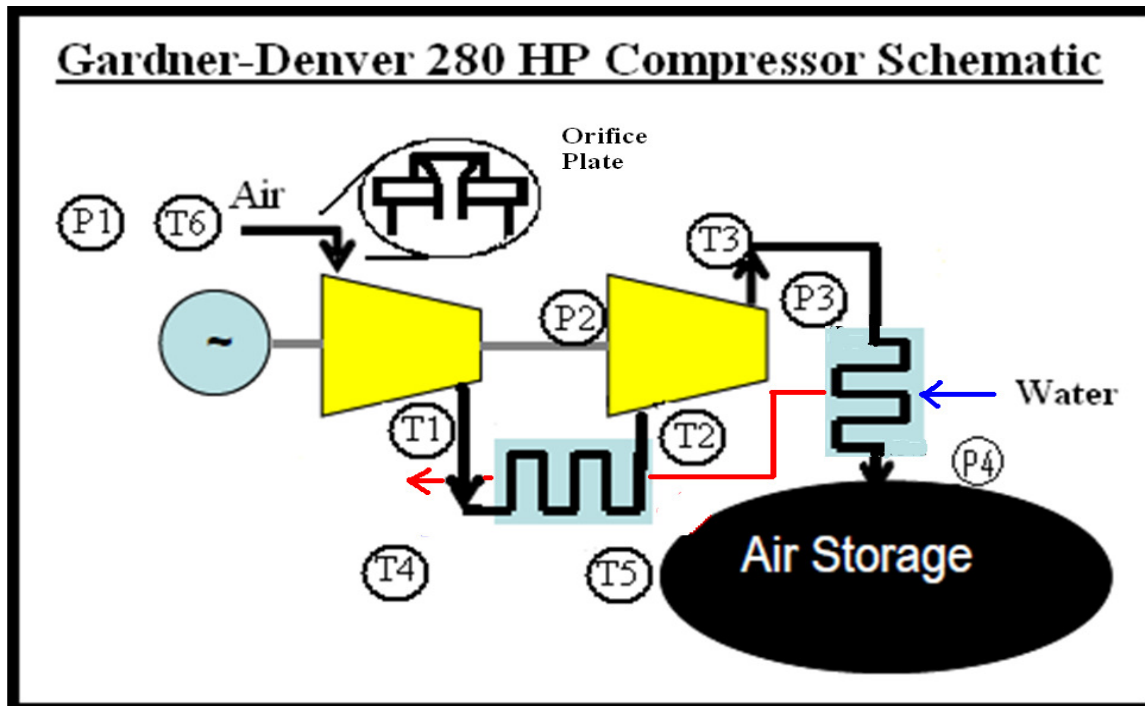 Gardner-Denver 280 HP Compressor Schematic
Orifice
Plate
Air
P1
T6
T3
P3
P2
~
Water
T1
T2
P4
Air Storage
T4
T5